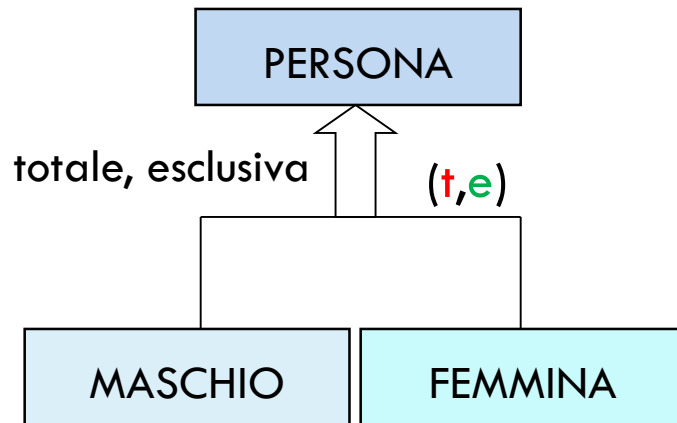 PERSONA
totale, esclusiva
(t,e)
MASCHIO
FEMMINA